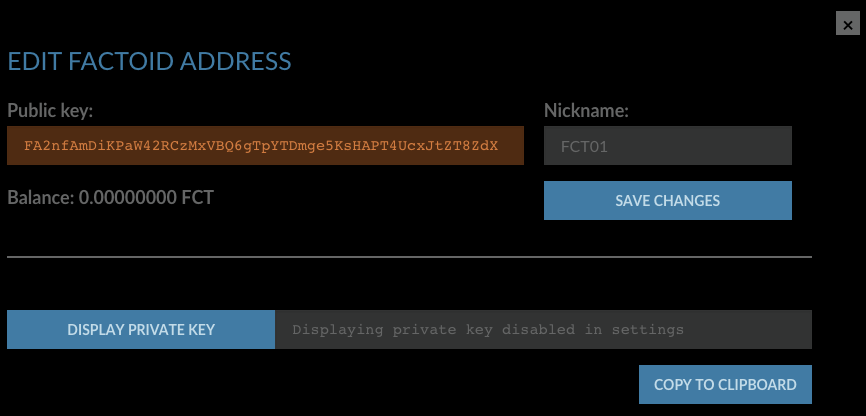 ×
EDIT FACTOID ADDRESS
Public key:
Nickname:
FA2nfAmDiKPaW42RCzMxVBQ6gTpYTDmge5KsHAPT4UcxJtZT8ZdX
FCT01
Balance: 0.00000000 FCT
SAVE CHANGES
DISPLAY PRIVATE KEY
Displaying private key disabled in settings
COPY TO CLIPBOARD